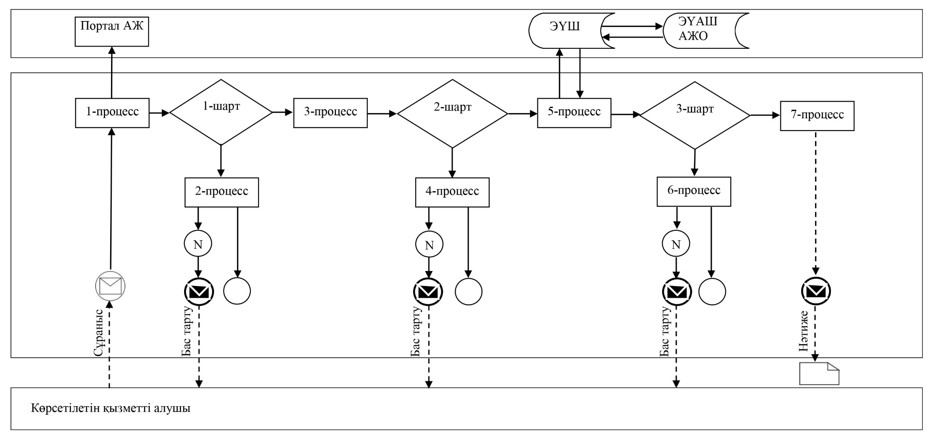 Портал АЖ
ЭҮШ
ЭҮАШ
АЖО
1-процесс
1-шарт
3-процесс
2-шарт
5-процесс
3-шарт
7-процесс
2-процесс
4-процесс
6-процесс
N
N
N
Сұраныс
Бас тарту
Бас тарту
Бас тарту
Нәтиже
Көрсетілетін қызметті алушы